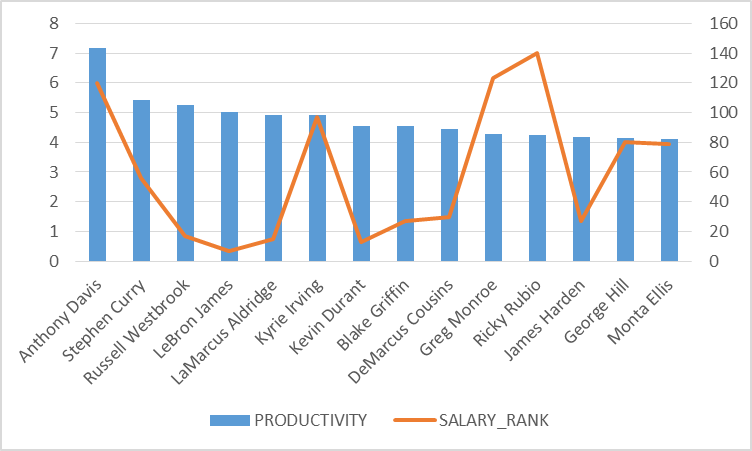 8
7
6
5
4
3
2
1
0
160
140
120
100
80
60
40
20
0
Anthony Davis
Stephen Curry
Russell Westbrook
LeBron James
LaMarcus Aldridge
Kyrie Irving
Kevin Durant
Blake Griffin
DeMarcus Cousins
Greg Monroe
Ricky Rubio
James Harden
George Hill
Monta Ellis
PRODUCTIVITY SALARY_RANK